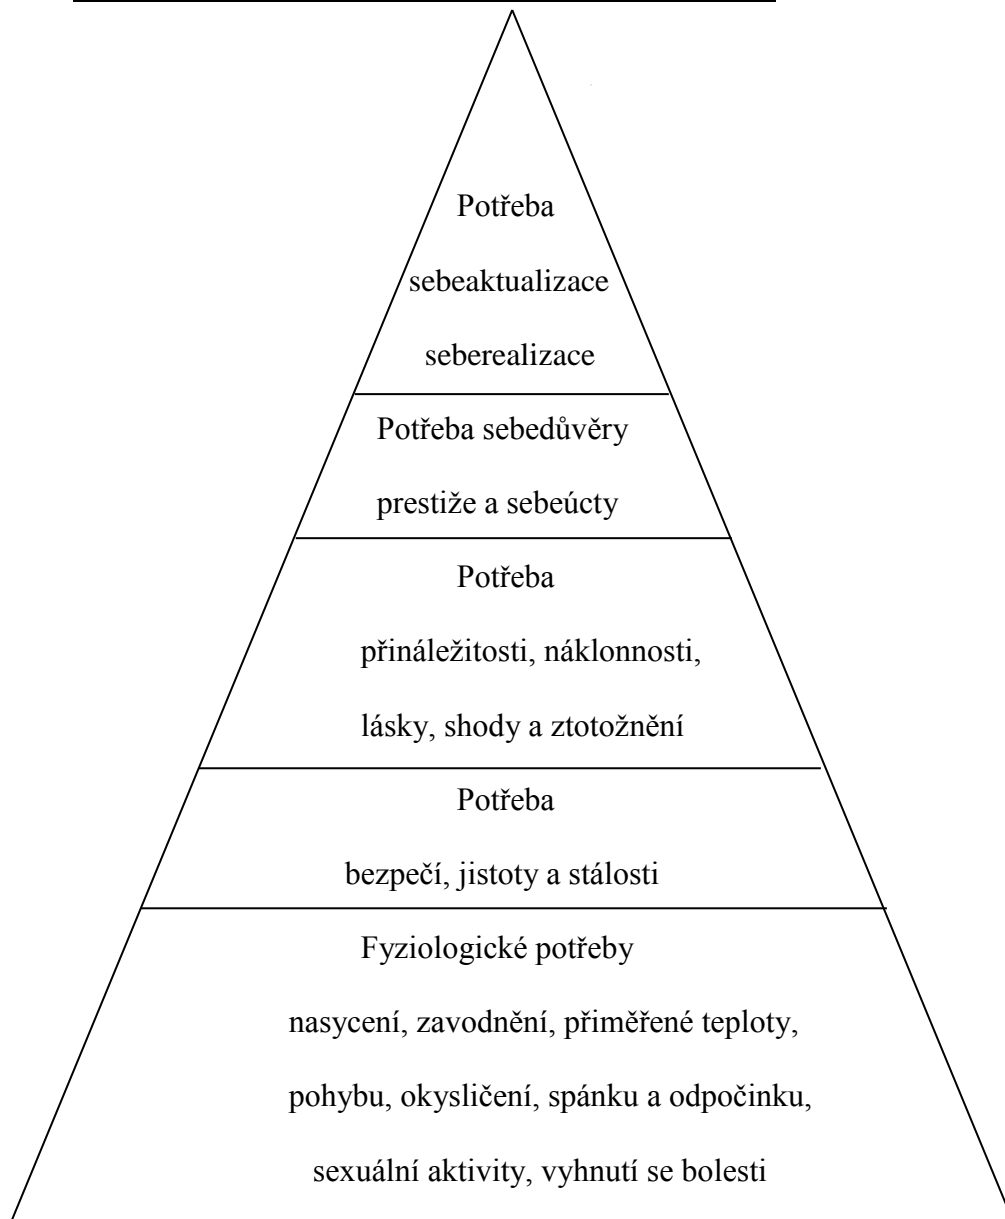 Potřeba
sebeaktualizace
seberealizace
Potřeba sebedůvěry
prestiže a sebeúcty
Potřeba
přináležitosti, náklonnosti,
lásky, shody a ztotožnění
Potřeba
bezpečí, jistoty a stálosti
Fyziologické potřeby
nasycení, zavodnění, přiměřené teploty,
pohybu, okysličení, spánku a odpočinku,
sexuální aktivity, vyhnutí se bolesti